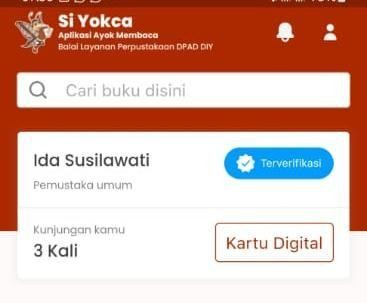 Si Yokca
Aplikasi Ayok Membaca
Balai Layanan Perpustakaan DPAD DIY
Cari buku disini
Ida Susilawati
Terverifikasi
Pemustaka umum
Kunjungan kamu
3 Kali
Kartu Digital